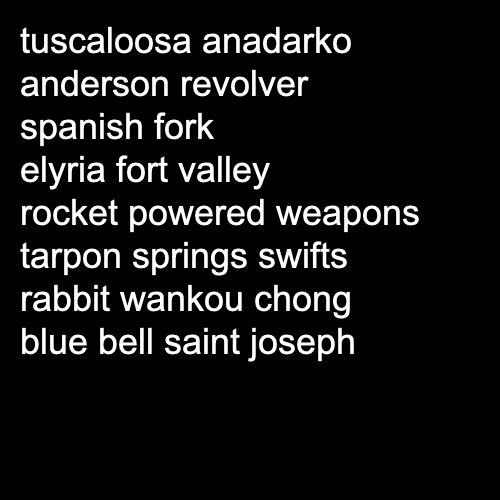 tuscaloosa anadarko
anderson revolver
spanish fork
elyria fort valley
rocket powered weapons
tarpon springs swifts
rabbit wankou chong
blue bell saint joseph